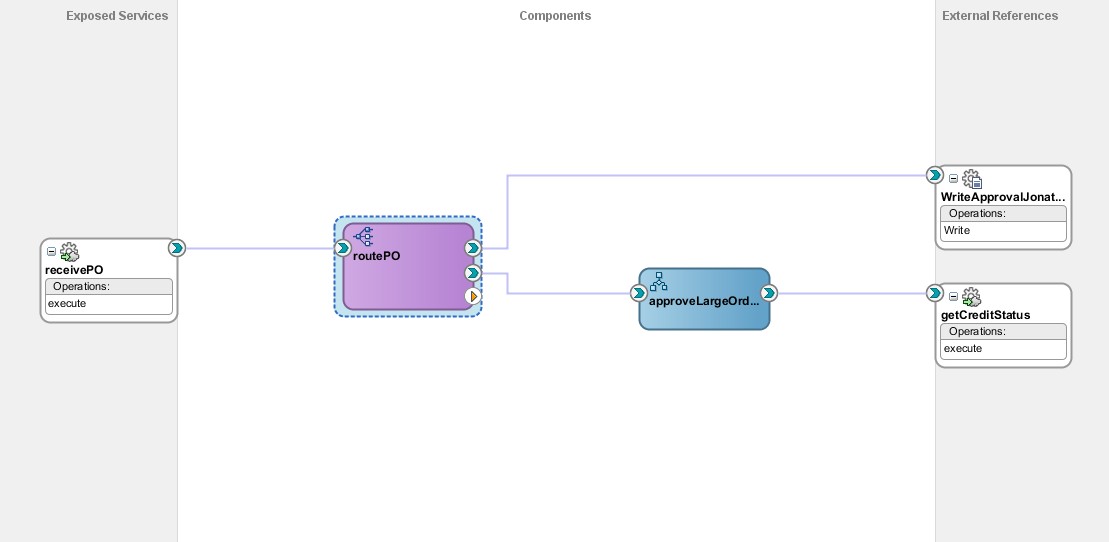 Exposed Services
Components
External References
receivePO
Operations:
execute
routePO
approveLargeOrd...
WriteApprovalJonat...
Operations:
Write
getCreditStatus
Operations:
execute